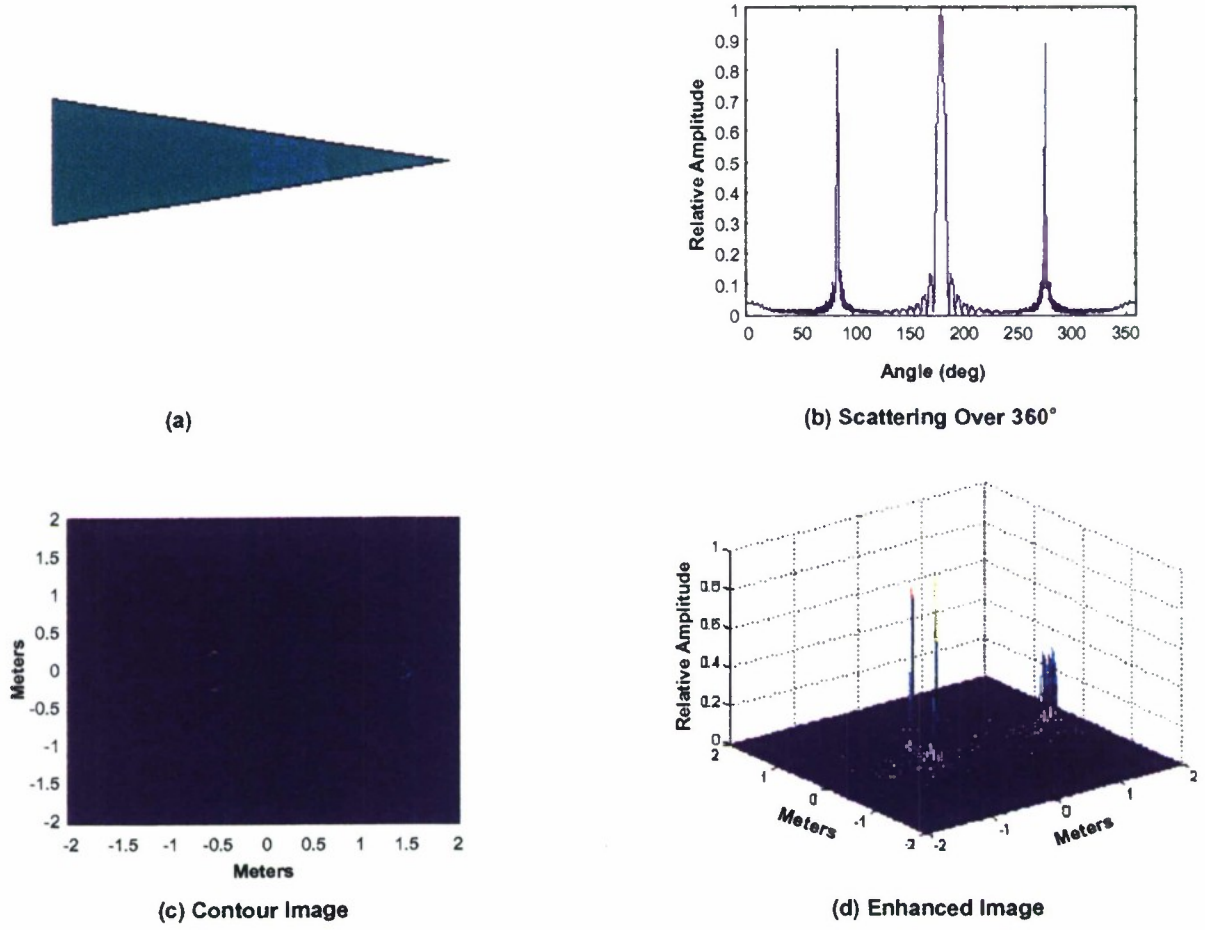 1
0.9
0.8
0.7
0.6
0.5
0.4
0.3
0.2
0.1
0
Relative Amplitude
0 50 100 150 200 250 300 350
Angle (deg)
(a)
(b) Scattering Over 360°
2
1.5
1
0.5
0
-0.5
-1
-1.5
-2
Meters
-2 -1.5 -1 -0.5 0 0.5 1 1.5 2
Meters
(c) Contour Image
1
0.8
0.6
0.4
0.2
0
Relative Amplitude
2
1
0
-1
-2
Meters
-2
-1
0
1
2
Meters
(d) Enhanced Image